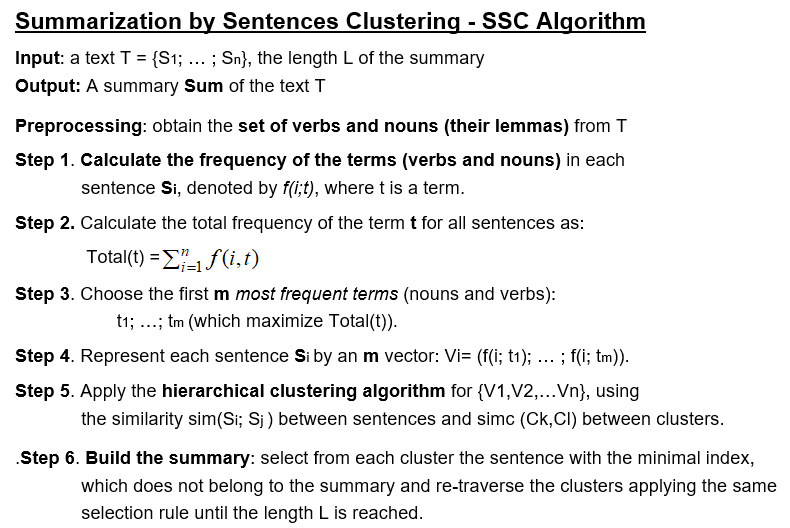 Summarization by Sentences Clustering - SSC Algorithm
Input: a text T = {S1; … ; Sn}, the length L of the summary
Output: A summary Sum of the text T
Preprocessing: obtain the set of verbs and nouns (their lemmas) from T
Step 1. Calculate the frequency of the terms (verbs and nouns) in each
sentence Si, denoted by f(i;t), where t is a term.
Step 2. Calculate the total frequency of the term t for all sentences as:
Total(t) = ∑ⁿᵢ₌₁ f(i,t)
Step 3. Choose the first m most frequent terms (nouns and verbs):
t1; …; tm (which maximize Total(t)).
Step 4. Represent each sentence Si by an m vector: Vi= (f(i; t1); … ; f(i; tm)).
Step 5. Apply the hierarchical clustering algorithm for {V1,V2,…Vn}, using
the similarity sim(Si; Sj ) between sentences and simc (Ck,Cl) between clusters.
.Step 6. Build the summary: select from each cluster the sentence with the minimal index,
which does not belong to the summary and re-traverse the clusters applying the same
selection rule until the length L is reached.